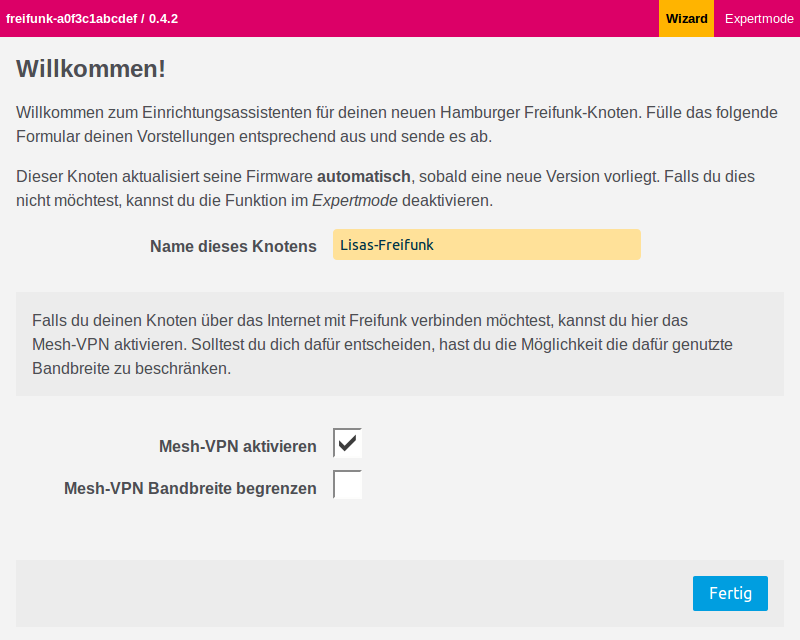 freifunk-a0f3c1abcdef / 0.4.2
Wizard
Expertmode
Willkommen!
Willkommen zum Einrichtungsassistenten für deinen neuen Hamburger Freifunk-Knoten. Fülle das folgende
Formular deinen Vorstellungen entsprechend aus und sende es ab.
Dieser Knoten aktualisiert seine Firmware automatisch, sobald eine neue Version vorliegt. Falls du dies
nicht möchtest, kannst du die Funktion im Expertmode deaktivieren.
Name dieses Knotens
Lisas-Freifunk
Falls du deinen Knoten über das Internet mit Freifunk verbinden möchtest, kannst du hier das
Mesh-VPN aktivieren. Solltest du dich dafür entscheiden, hast du die Möglichkeit die dafür genutzte
Bandbreite zu beschränken.
Mesh-VPN aktivieren
Mesh-VPN Bandbreite begrenzen
Fertig